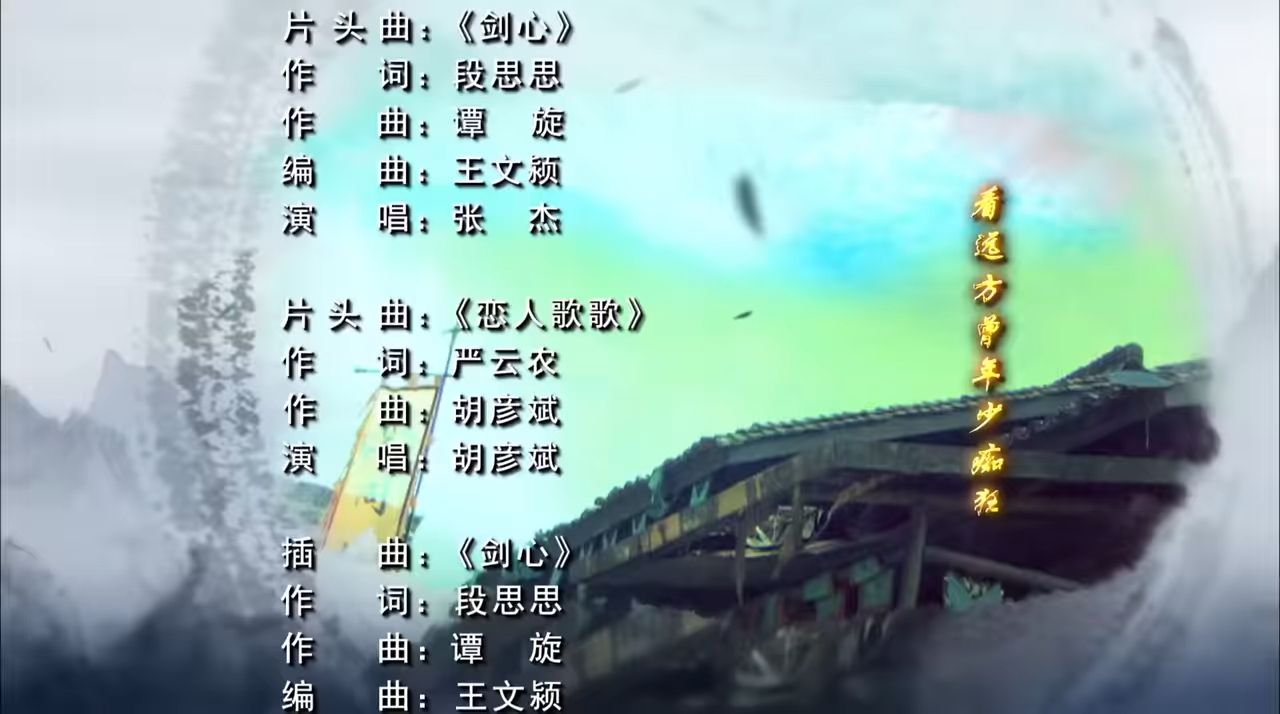 片头曲：《剑心》
作 词：段思思
作 曲：谭 旋
编 曲：王文颍
演 唱：张 杰
片头曲：《恋人歌歌》
作 词：严云农
作 曲：胡彦斌
演 唱：胡彦斌
插 曲：《剑心》
作 词：段思思
作 曲：谭 旋
编 曲：王文颍
看远方曾年少痴狂